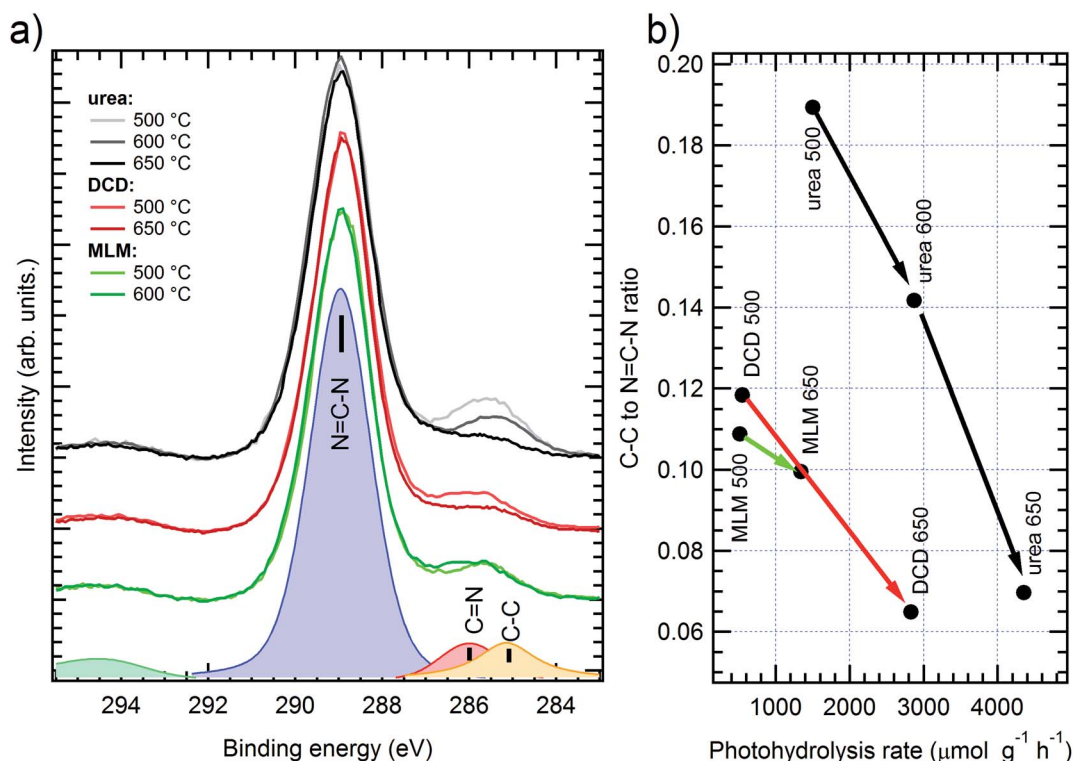 a)
urea:
500 °C
600 °C
650 °C
DCD:
500 °C
650 °C
MLM:
500 °C
600 °C
N=C-N
C=N
C-C
Intensity (arb. units.)
294
292
290
288
286
284
Binding energy (eV)
b)
0.20
0.18
0.16
0.14
0.12
0.10
0.08
0.06
C-C to N=C-N ratio
urea 500
urea 600
urea 650
DCD 500
MLM 650
MLM 500
DCD 650
1000
2000
3000
4000
Photohydrolysis rate (μmol g⁻¹ h⁻¹)